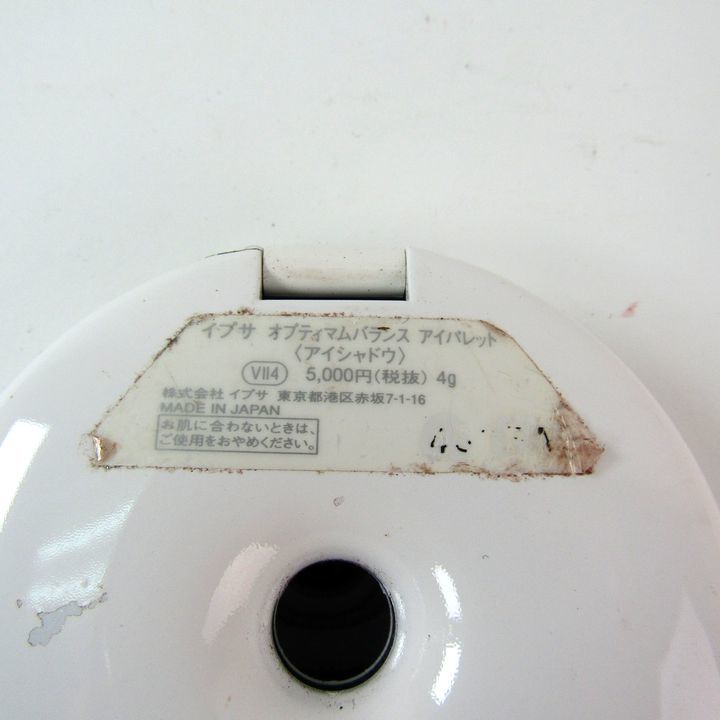 イプサ オプティマムバランス アイパレット
〈アイシャドウ〉
VII4 5,000円(税抜) 4g
株式会社 イプサ 東京都港区赤坂7-1-16
MADE IN JAPAN
お肌に合わないときは、
ご使用をおやめください。